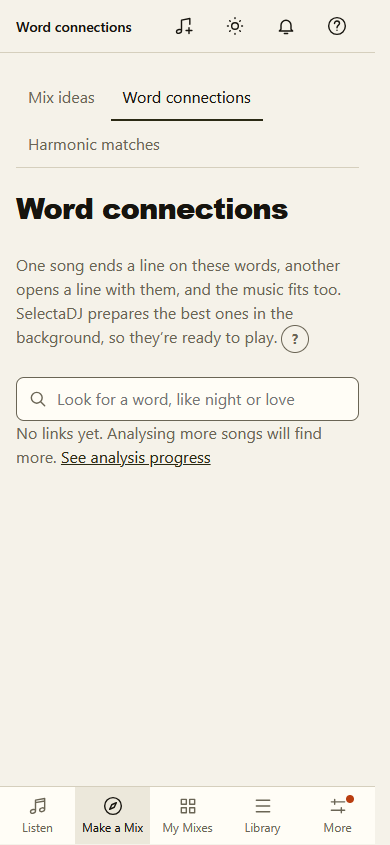 Word connections
Mix ideas
Word connections
Harmonic matches
Word connections
One song ends a line on these words, another
opens a line with them, and the music fits too.
SelectaDJ prepares the best ones in the
background, so they’re ready to play. ?
Look for a word, like night or love
No links yet. Analysing more songs will find
more. See analysis progress
Listen
Make a Mix
My Mixes
Library
More